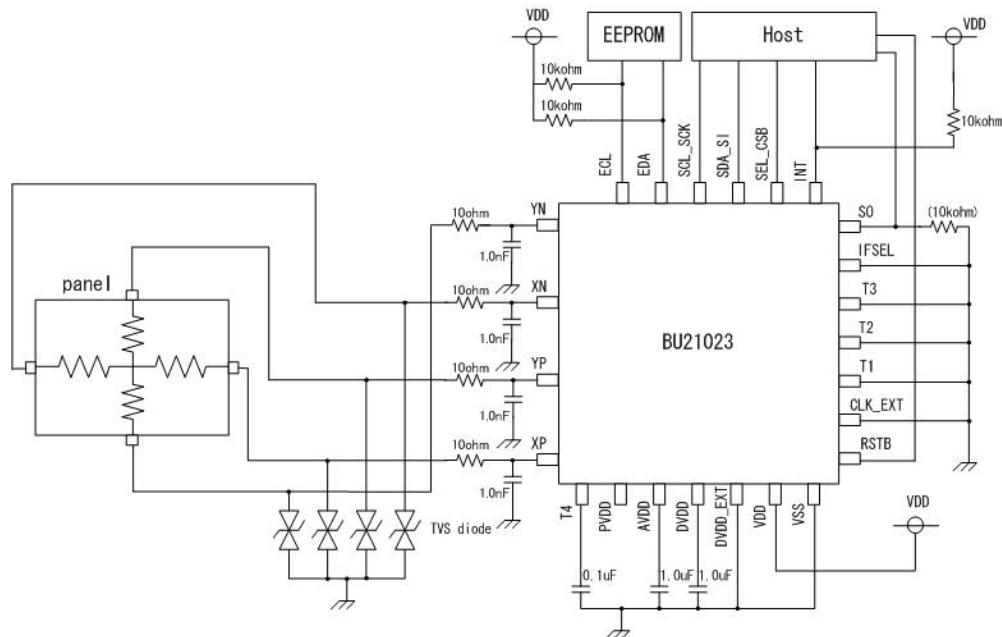 VDD
EEPROM
Host
VDD
10kohm
10kohm
10kohm
ECL
EDA
SCL_SCK
SDA_SI
SEL_CSB
INT
10ohm
YN
1.0nF
SO
(10kohm)
IFSEL
panel
10ohm
XN
1.0nF
T3
BU21023
T2
10ohm
YP
1.0nF
T1
CLK_EXT
10ohm
XP
1.0nF
RSTB
TVS diode
T4
PVDD
AVDD
DVDD
DVDD_EXT
VDD
VSS
VDD
0.1uF
1.0uF
1.0uF